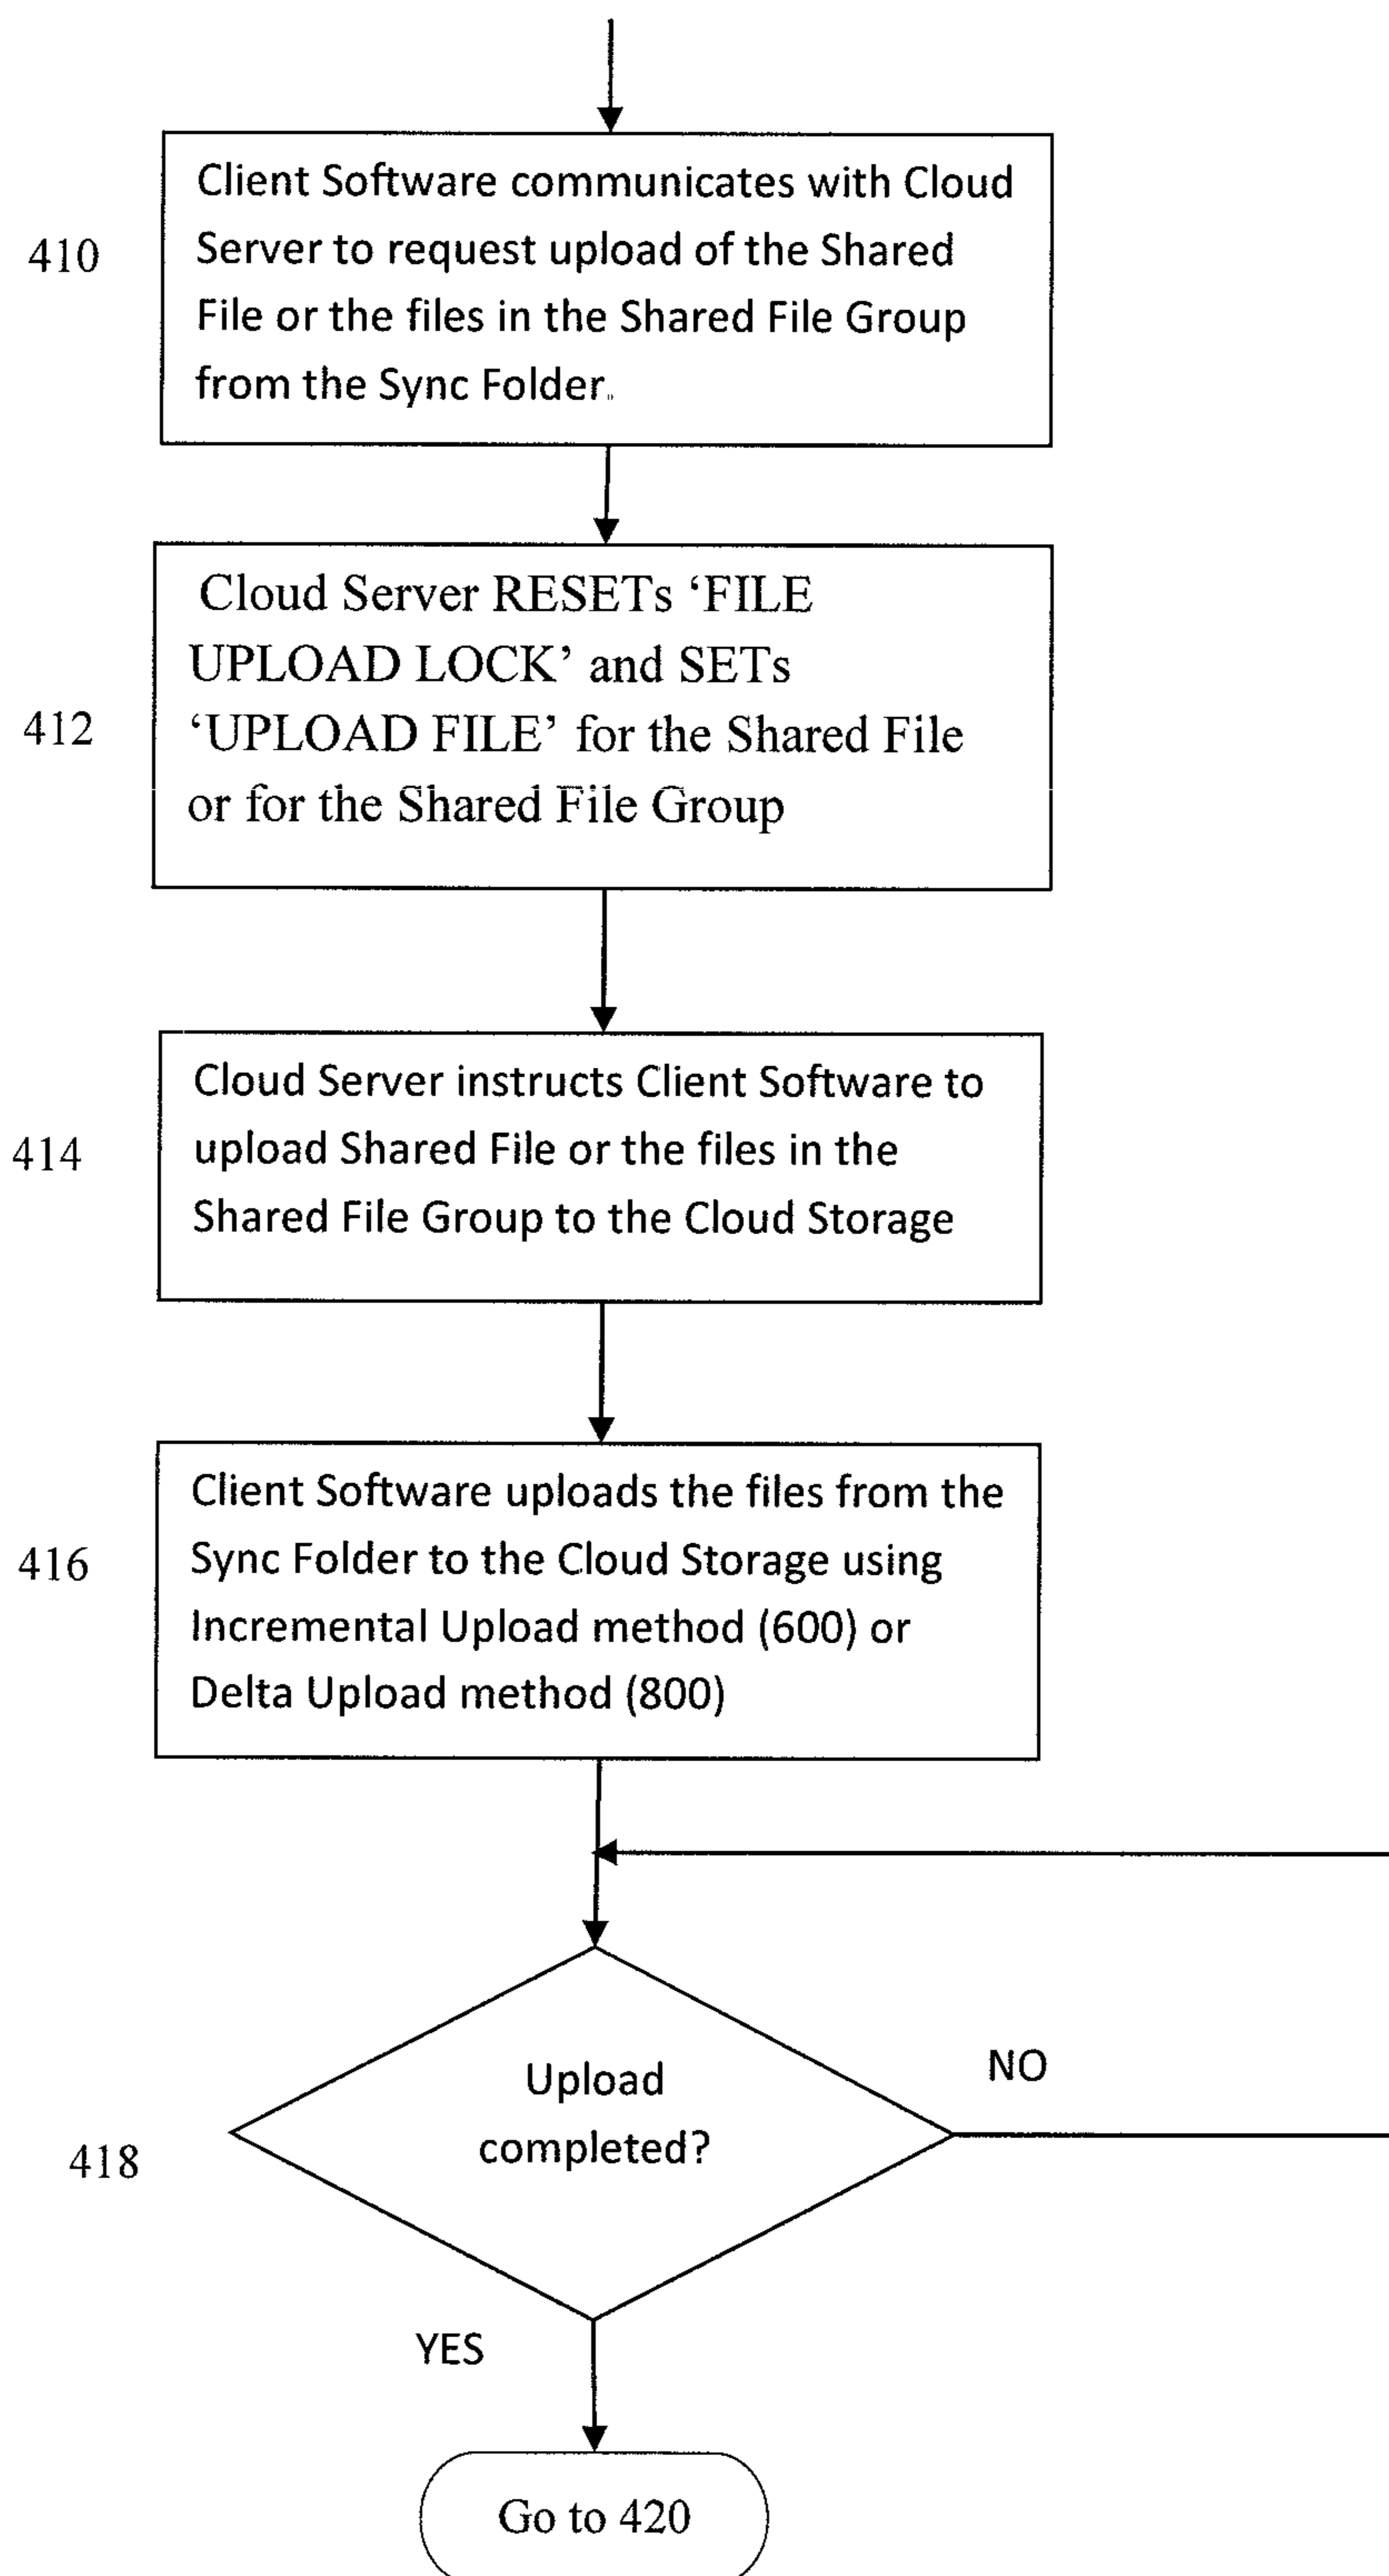 410
Client Software communicates with Cloud
Server to request upload of the Shared
File or the files in the Shared File Group
from the Sync Folder.
412
Cloud Server RESETs ‘FILE
UPLOAD LOCK’ and SETs
‘UPLOAD FILE’ for the Shared File
or for the Shared File Group
414
Cloud Server instructs Client Software to
upload Shared File or the files in the
Shared File Group to the Cloud Storage
416
Client Software uploads the files from the
Sync Folder to the Cloud Storage using
Incremental Upload method (600) or
Delta Upload method (800)
418
Upload
completed?
NO
YES
Go to 420